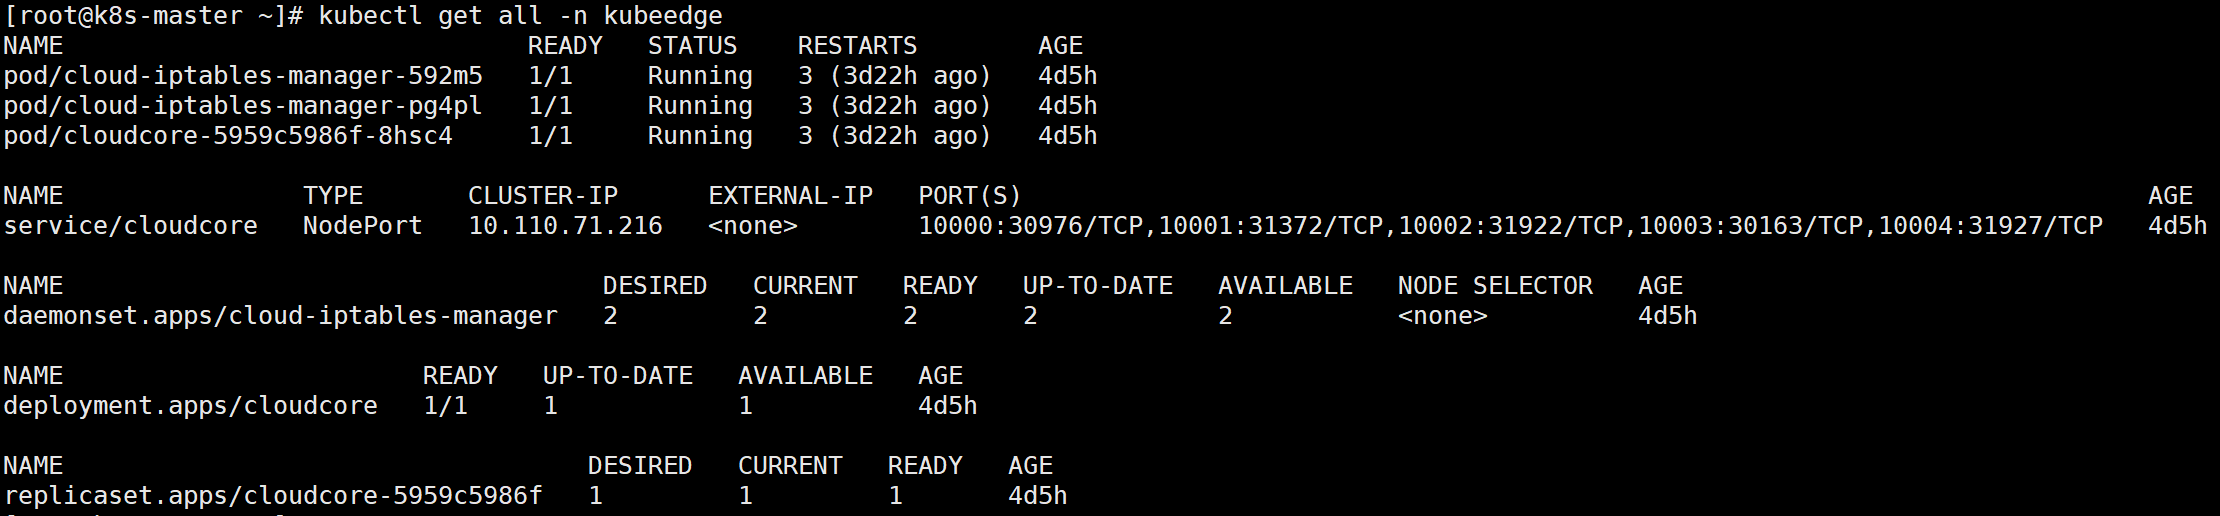 [root@k8s-master ~]# kubectl get all -n kubeedge
NAME                               READY   STATUS    RESTARTS        AGE
pod/cloud-iptables-manager-592m5   1/1     Running   3 (3d22h ago)   4d5h
pod/cloud-iptables-manager-pg4pl   1/1     Running   3 (3d22h ago)   4d5h
pod/cloudcore-5959c5986f-8hsc4     1/1     Running   3 (3d22h ago)   4d5h
NAME                TYPE       CLUSTER-IP      EXTERNAL-IP   PORT(S)                                                                           AGE
service/cloudcore   NodePort   10.110.71.216   <none>        10000:30976/TCP,10001:31372/TCP,10002:31922/TCP,10003:30163/TCP,10004:31927/TCP   4d5h
NAME                                    DESIRED   CURRENT   READY   UP-TO-DATE   AVAILABLE   NODE SELECTOR   AGE
daemonset.apps/cloud-iptables-manager   2         2         2       2            2           <none>          4d5h
NAME                        READY   UP-TO-DATE   AVAILABLE   AGE
deployment.apps/cloudcore   1/1     1            1           4d5h
NAME                                   DESIRED   CURRENT   READY   AGE
replicaset.apps/cloudcore-5959c5986f   1         1         1       4d5h